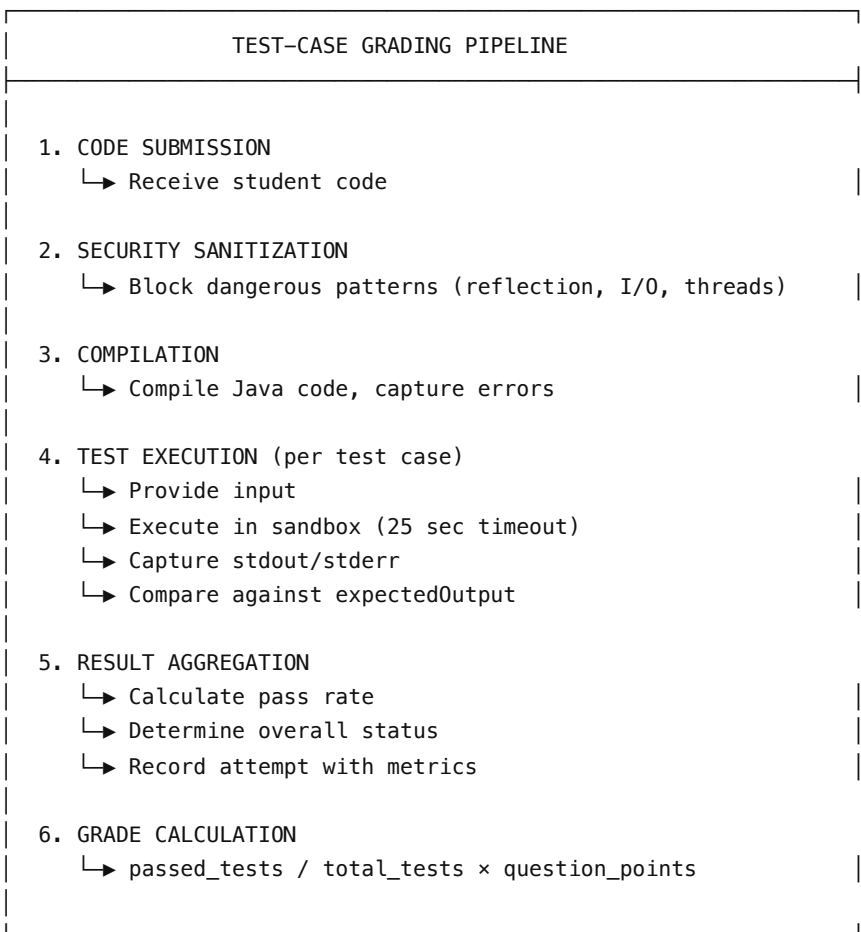 TEST-CASE GRADING PIPELINE
1. CODE SUBMISSION
└─▶ Receive student code
2. SECURITY SANITIZATION
└─▶ Block dangerous patterns (reflection, I/O, threads)
3. COMPILATION
└─▶ Compile Java code, capture errors
4. TEST EXECUTION (per test case)
└─▶ Provide input
└─▶ Execute in sandbox (25 sec timeout)
└─▶ Capture stdout/stderr
└─▶ Compare against expectedOutput
5. RESULT AGGREGATION
└─▶ Calculate pass rate
└─▶ Determine overall status
└─▶ Record attempt with metrics
6. GRADE CALCULATION
└─▶ passed_tests / total_tests × question_points